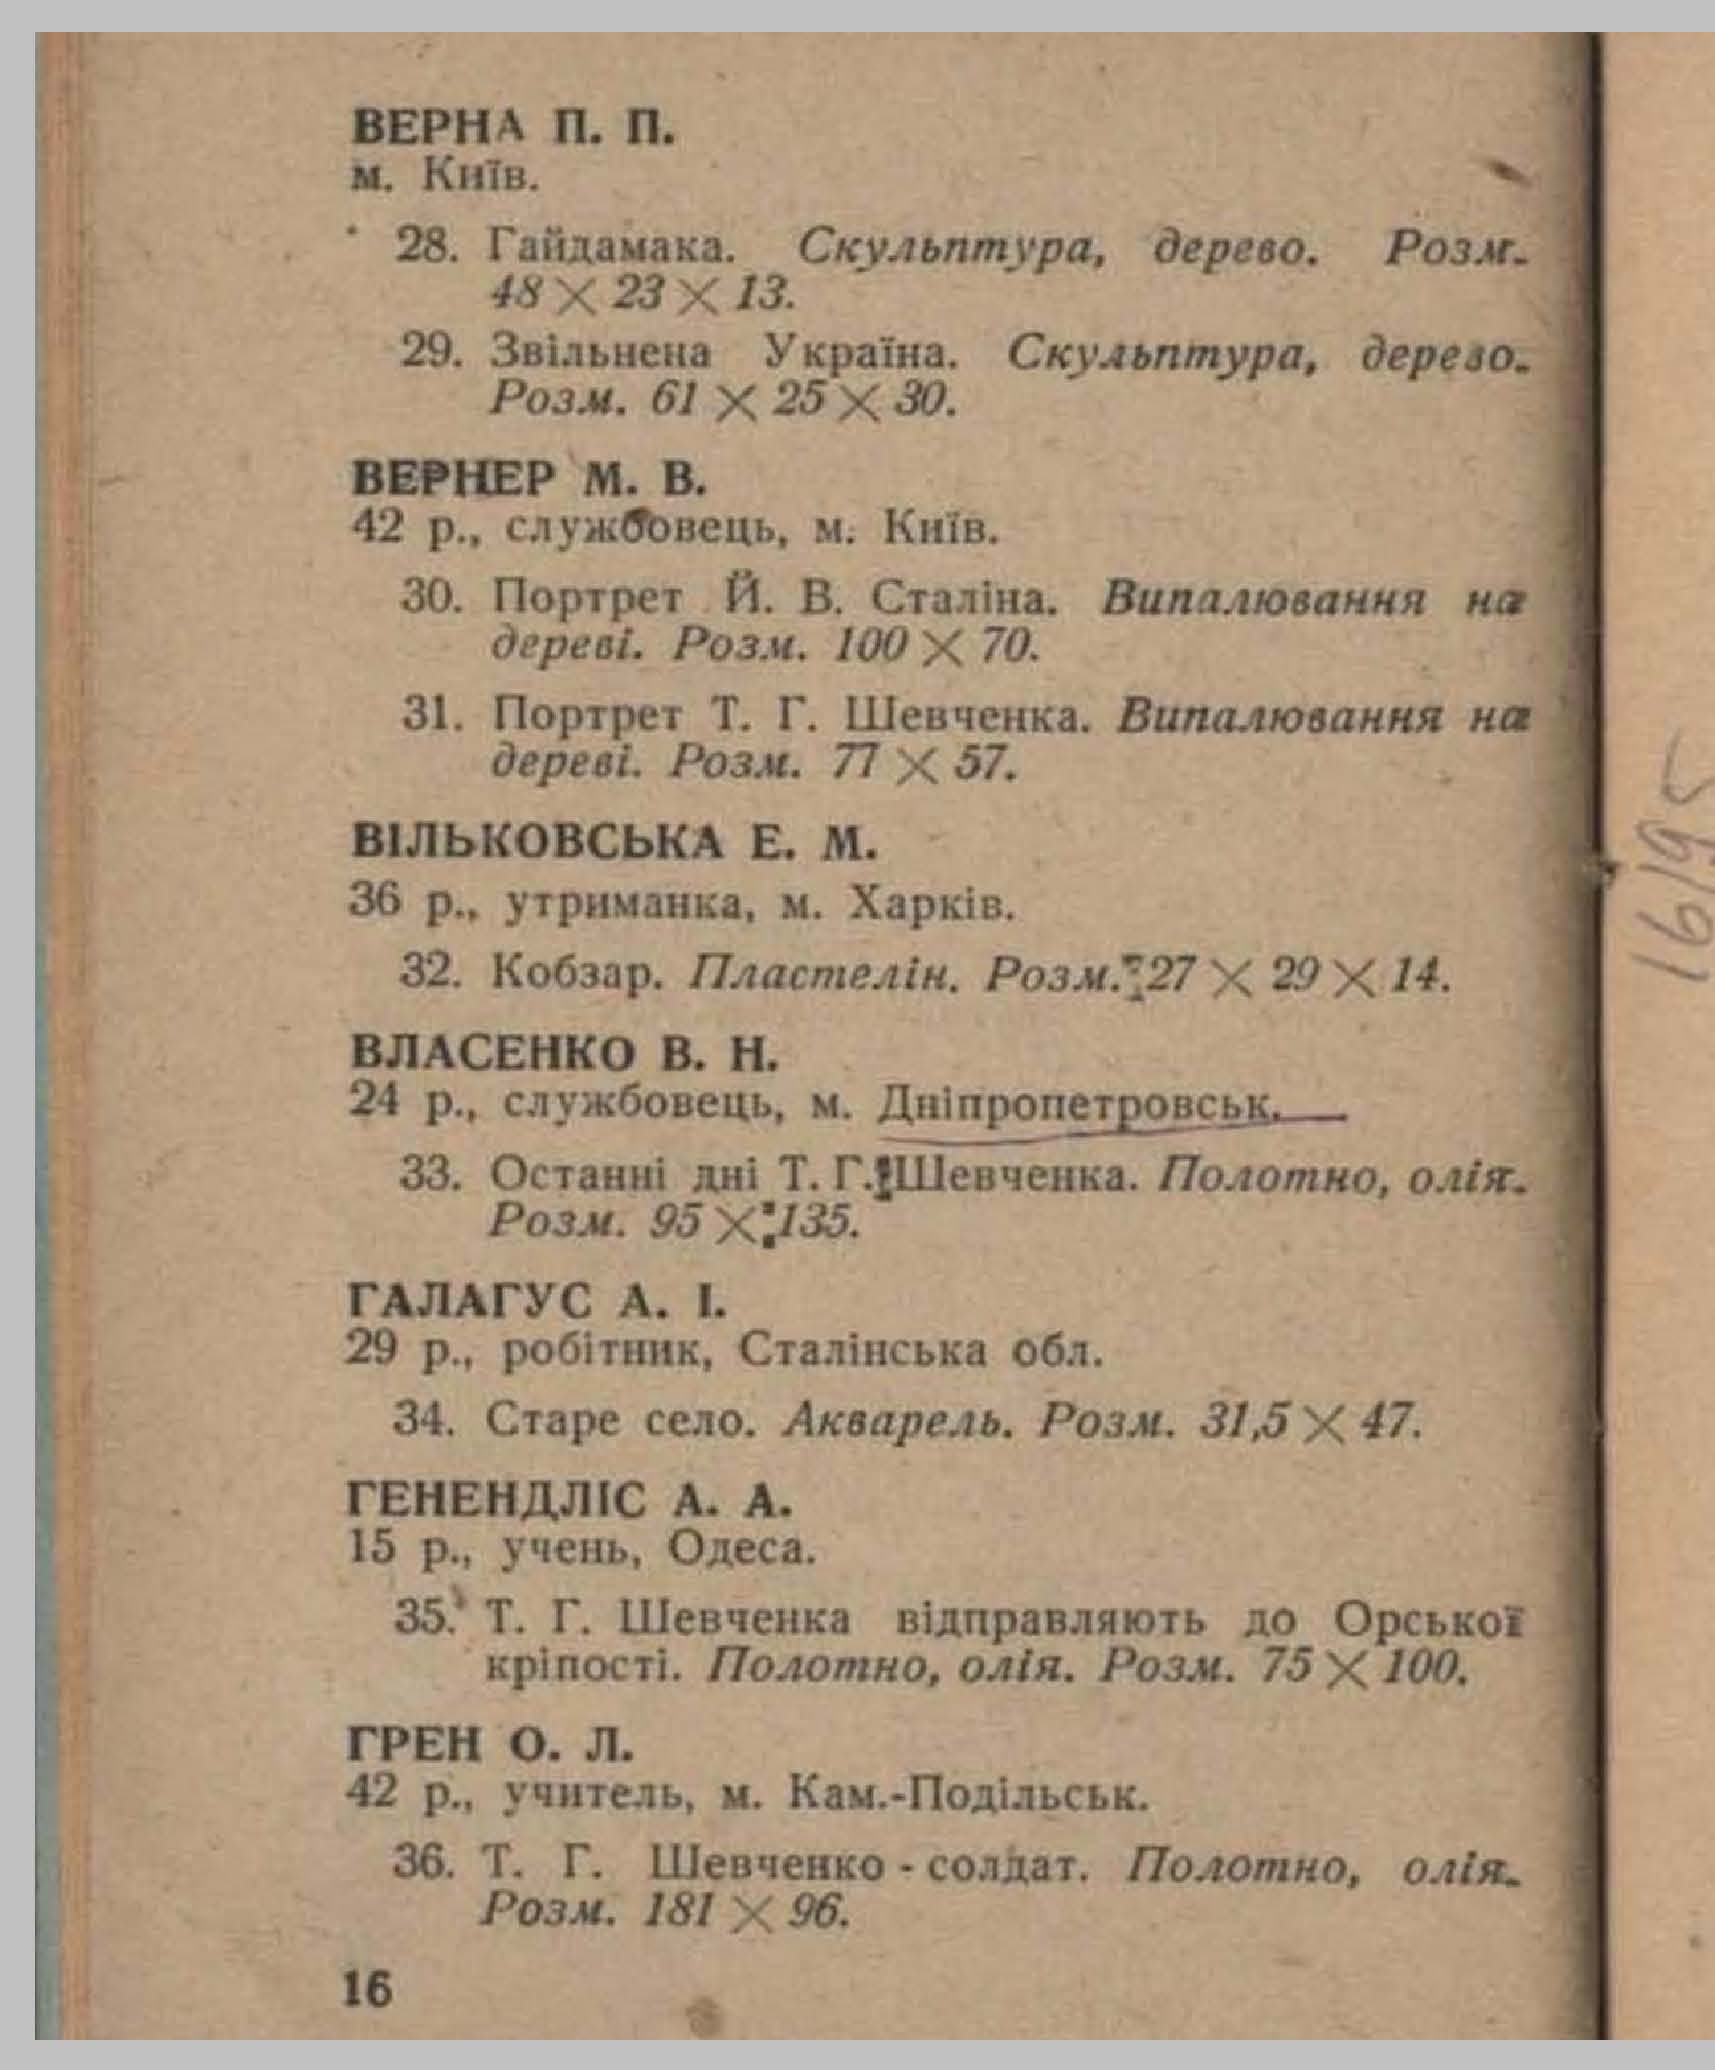 ВЕРНА П. П.
м. Київ.
28. Гайдамака. Скульптура, дерево. Розм.
48 × 23 × 13.
29. Звільнена Україна. Скульптура, дерево.
Розм. 61 × 25 × 30.
ВЕРНЕР М. В.
42 р., службовець, м. Київ.
30. Портрет Й. В. Сталіна. Випалювання на
дереві. Розм. 100 × 70.
31. Портрет Т. Г. Шевченка. Випалювання на
дереві. Розм. 77 × 57.
ВІЛЬКОВСЬКА Е. М.
36 р., утриманка, м. Харків.
32. Кобзар. Пластелін. Розм. 27 × 29 × 14.
ВЛАСЕНКО В. Н.
24 р., службовець, м. Дніпропетровськ.
33. Останні дні Т. Г. Шевченка. Полотно, олія.
Розм. 95 × 135.
ГАЛАГУС А. І.
29 р., робітник, Сталінська обл.
34. Старе село. Акварель. Розм. 31,5 × 47.
ГЕНЕНДЛІС А. А.
15 р., учень, Одеса.
35. Т. Г. Шевченка відправляють до Орської
кріпості. Полотно, олія. Розм. 75 × 100.
ГРЕН О. Л.
42 р., учитель, м. Кам.-Подільськ.
36. Т. Г. Шевченко - солдат. Полотно, олія.
Розм. 181 × 96.
16
16195